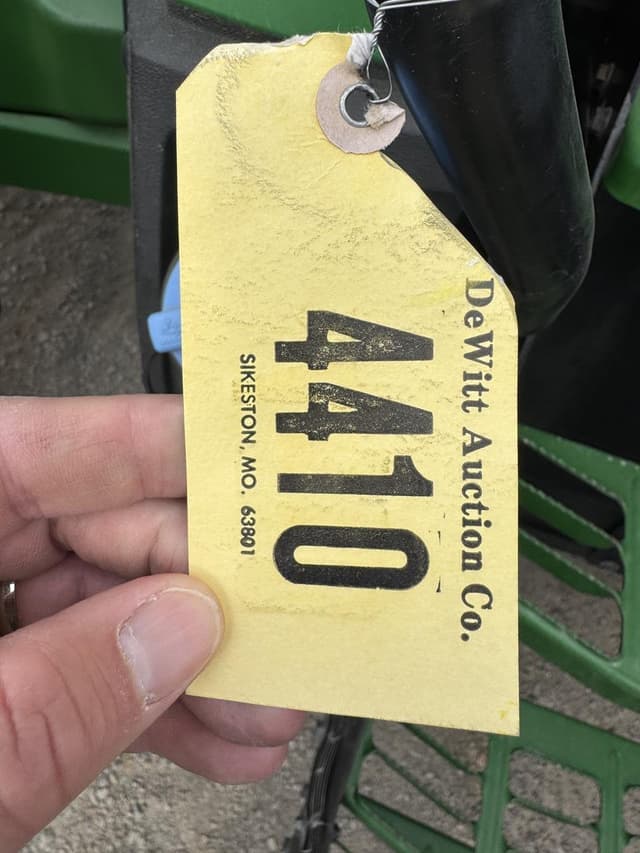 DeWitt Auction Co.
4410
SIKESTON, MO. 63801